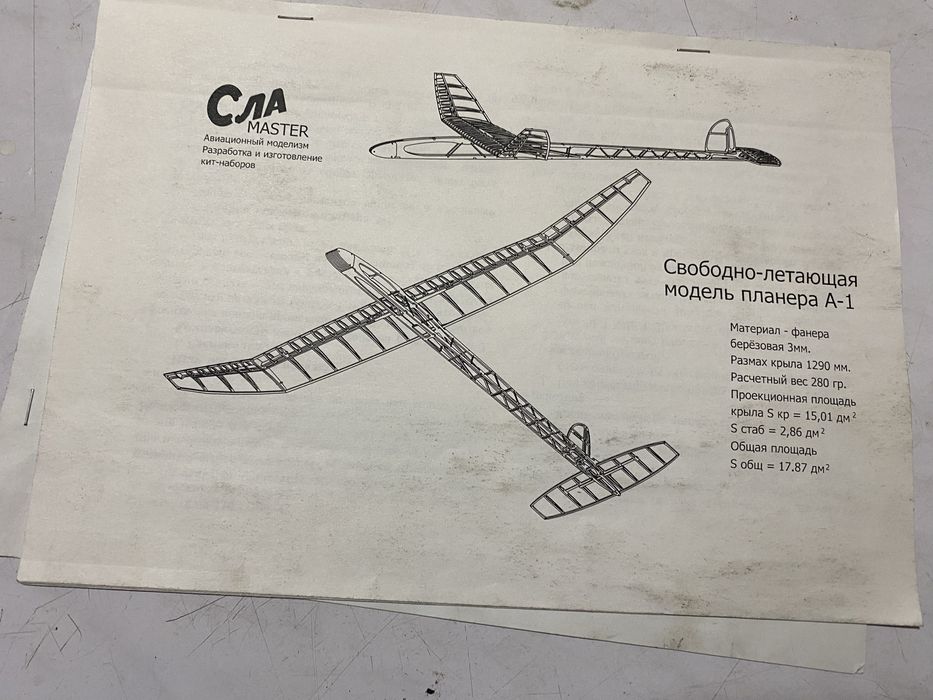 Сла
MASTER
Авиационный моделизм
Разработка и изготовление
кит-наборов
Свободно-летающая
модель планера А-1
Материал - фанера
берёзовая 3мм.
Размах крыла 1290 мм.
Расчетный вес 280 гр.
Проекционная площадь
крыла S кр = 15,01 дм²
S стаб = 2,86 дм²
Общая площадь
S общ = 17.87 дм²